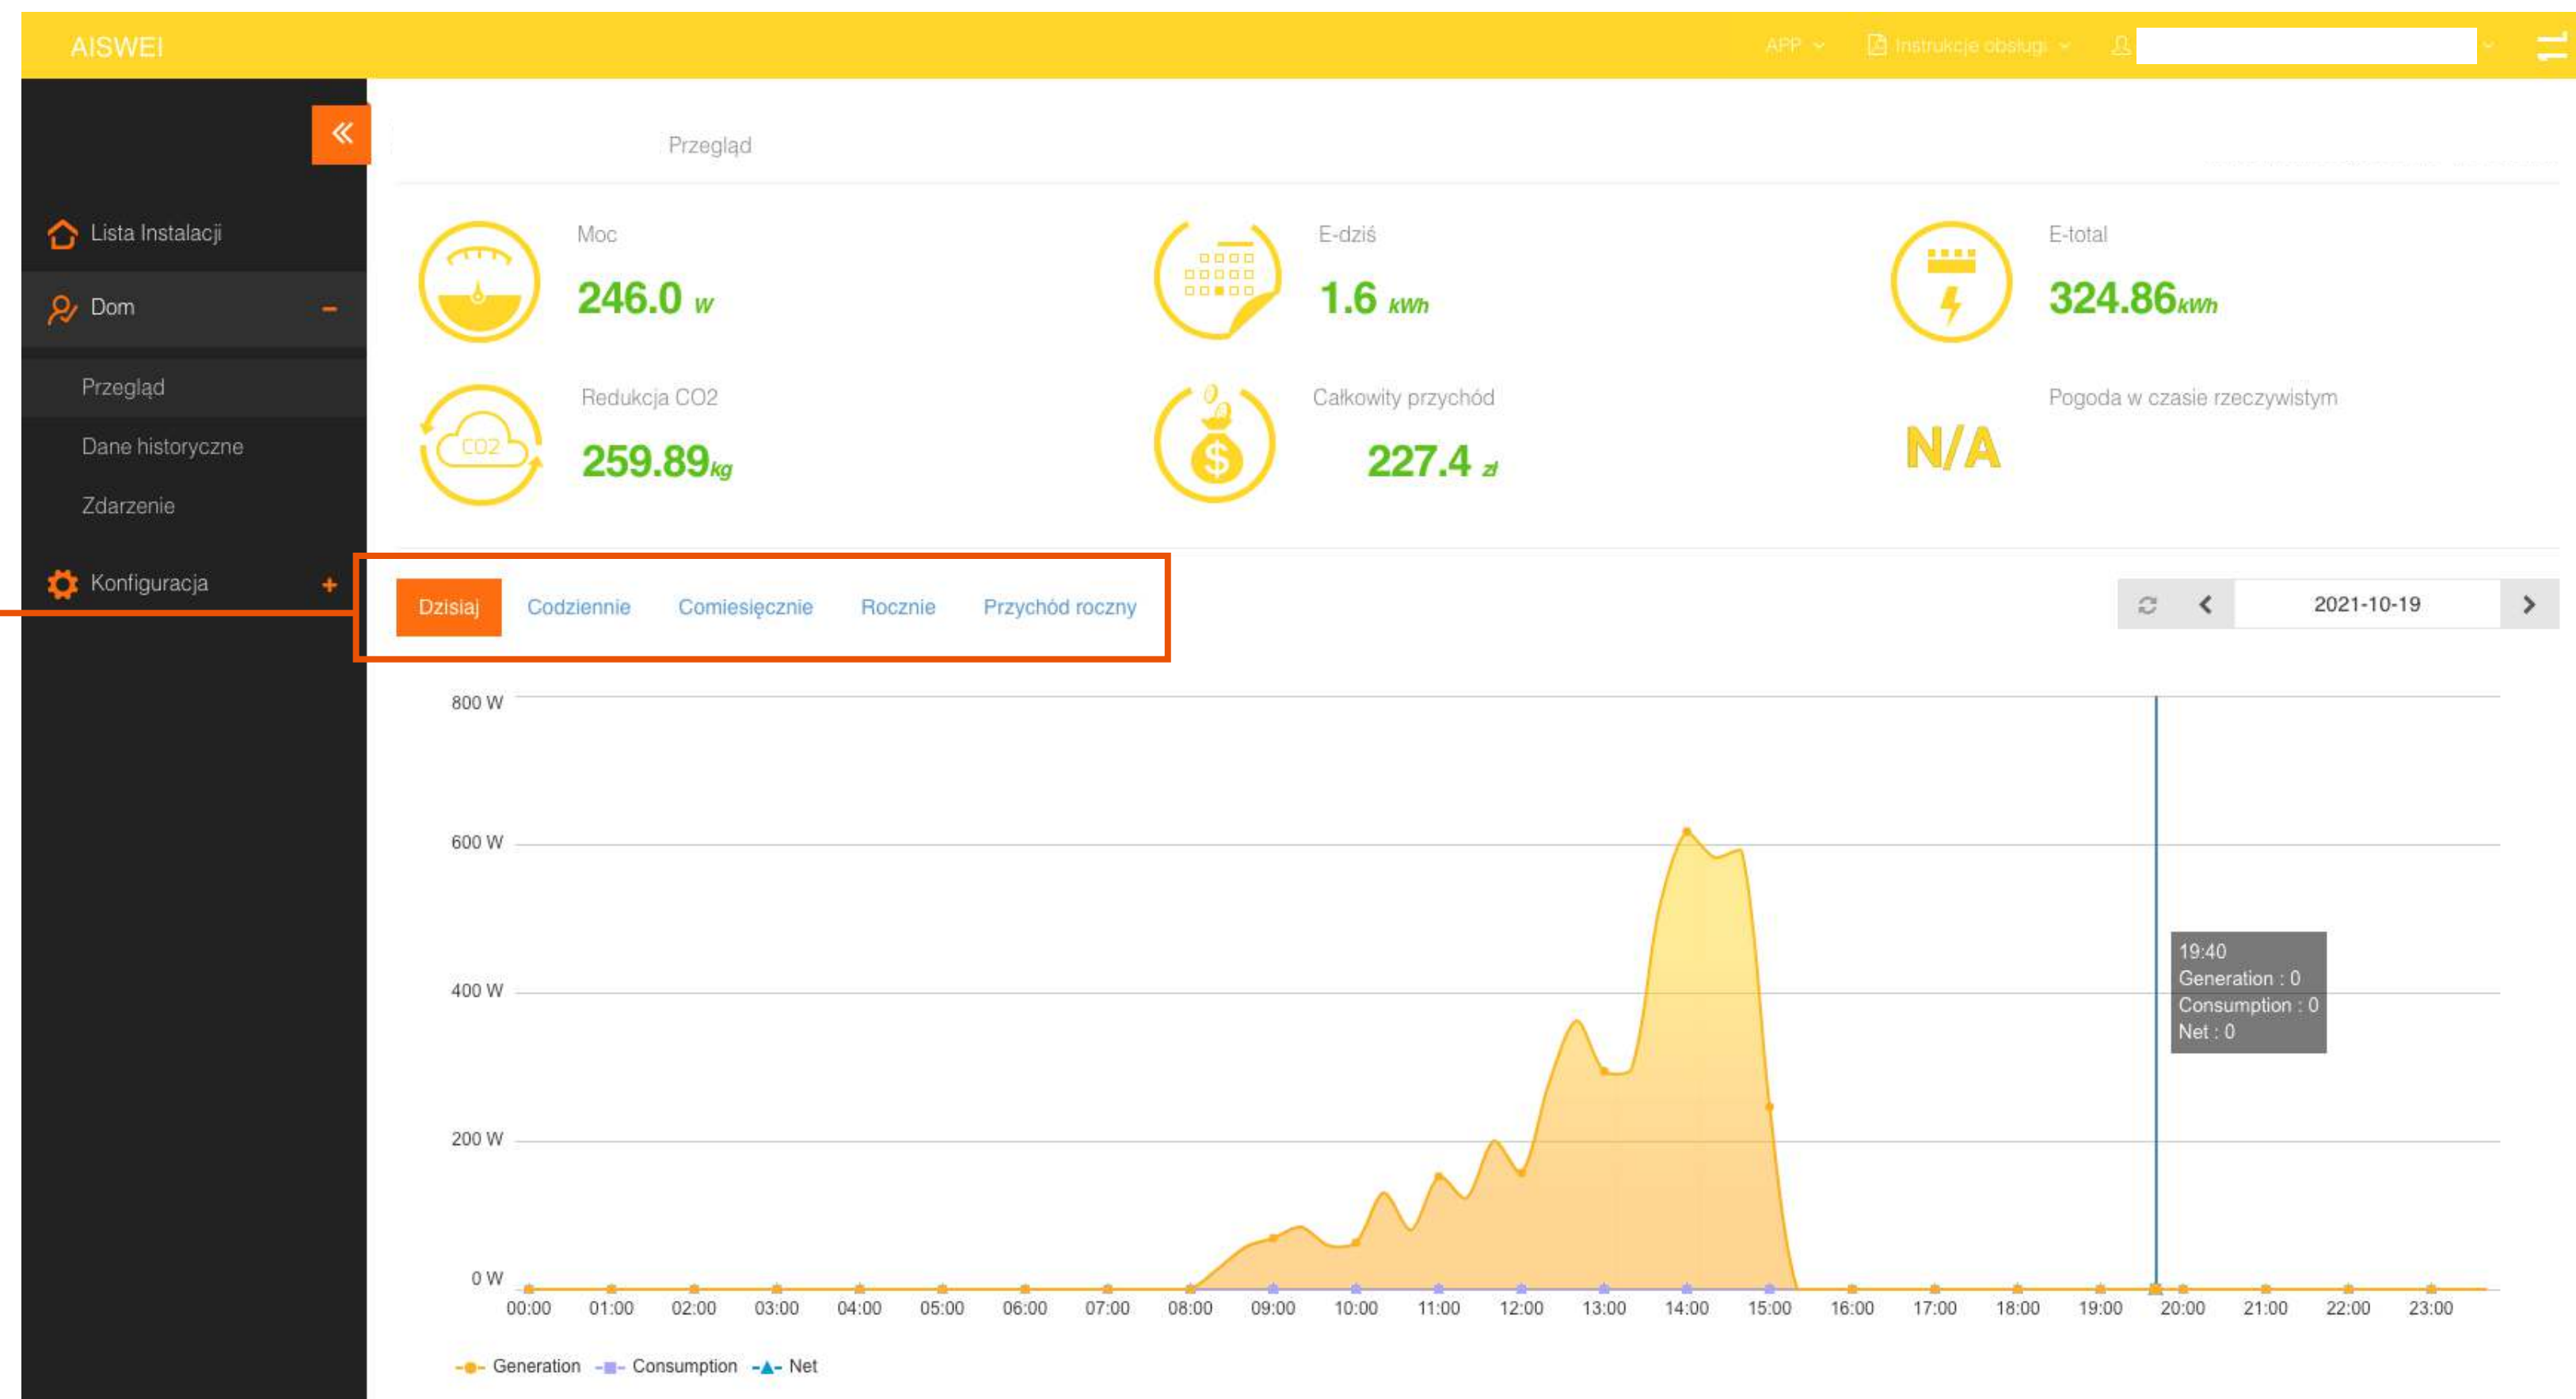 AISWEI
APP
Instrukcje obsługi
Przegląd
Lista Instalacji
Dom
Przegląd
Dane historyczne
Zdarzenie
Konfiguracja
Moc
246.0 W
E-dziś
1.6 kWh
E-total
324.86kWh
Redukcja CO2
CO2
259.89kg
Całkowity przychód
$
227.4 zł
Pogoda w czasie rzeczywistym
N/A
Dzisiaj Codziennie Comiesięcznie Rocznie Przychód roczny
2021-10-19
800 W
600 W
400 W
200 W
0 W
19:40
Generation : 0
Consumption : 0
Net : 0
00:00 01:00 02:00 03:00 04:00 05:00 06:00 07:00 08:00 09:00 10:00 11:00 12:00 13:00 14:00 15:00 16:00 17:00 18:00 19:00 20:00 21:00 22:00 23:00
Generation Consumption Net